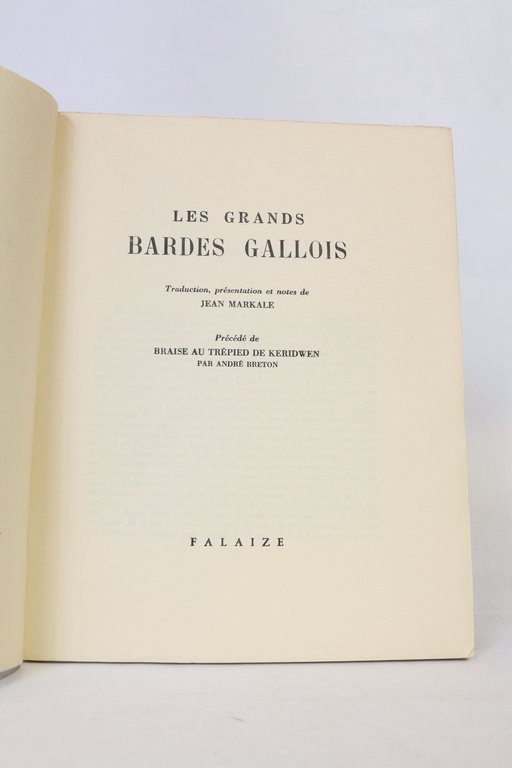 LES GRANDS
BARDES GALLOIS
Traduction, présentation et notes de
JEAN MARKALE
Précédé de
BRAISE AU TRÉPIED DE KERIDWEN
PAR ANDRÉ BRETON
FALAIZE